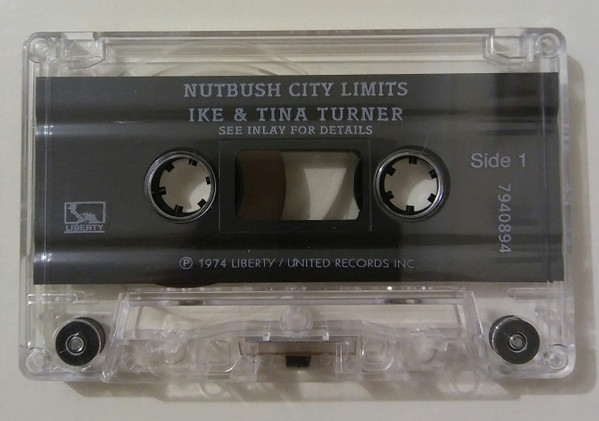 NUTBUSH CITY LIMITS
IKE & TINA TURNER
SEE INLAY FOR DETAILS
Side 1
7940894
LIBERTY
℗ 1974 LIBERTY / UNITED RECORDS INC.